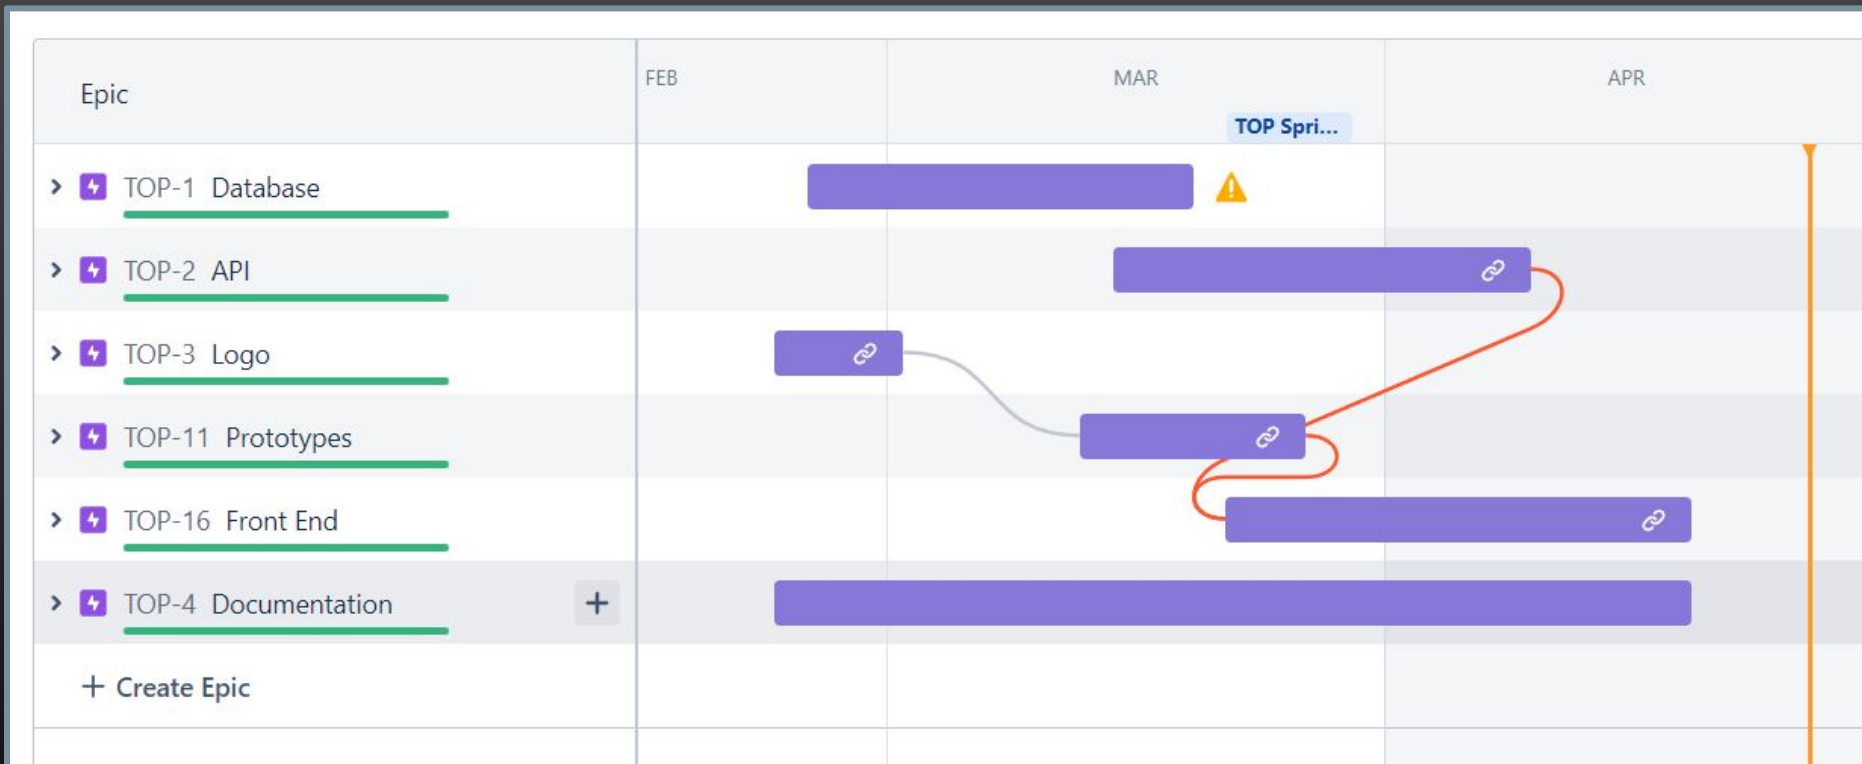 Epic
FEB
MAR
APR
TOP Spri...
TOP-1 Database
TOP-2 API
TOP-3 Logo
TOP-11 Prototypes
TOP-16 Front End
TOP-4 Documentation
+
+ Create Epic